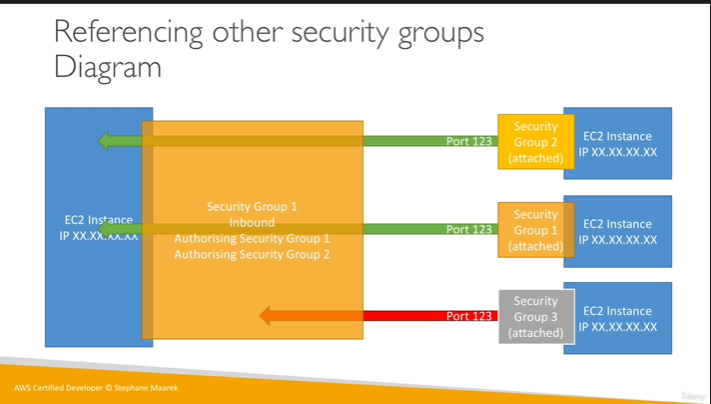 Referencing other security groups
Diagram
EC2 Instance
IP XX.XX.XX.XX
Security Group 1
Inbound
Authorising Security Group 1
Authorising Security Group 2
Port 123
Security
Group 2
(attached)
EC2 Instance
IP XX.XX.XX.XX
Port 123
Security
Group 1
(attached)
EC2 Instance
IP XX.XX.XX.XX
Port 123
Security
Group 3
(attached)
EC2 Instance
IP XX.XX.XX.XX
AWS Certified Developer © Stephane Maarek
Udemy